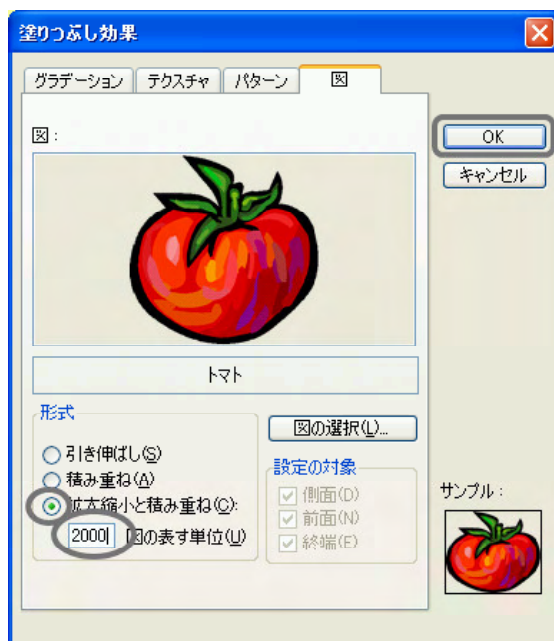 塗りつぶし効果
グラデーション テクスチャ パターン 図
図:
トマト
形式
引き伸ばし(S)
積み重ね(A)
拡大縮小と積み重ね(C):
2000 図の表す単位(U)
図の選択(L)...
設定の対象
側面(D)
前面(N)
終端(E)
OK
キャンセル
サンプル: